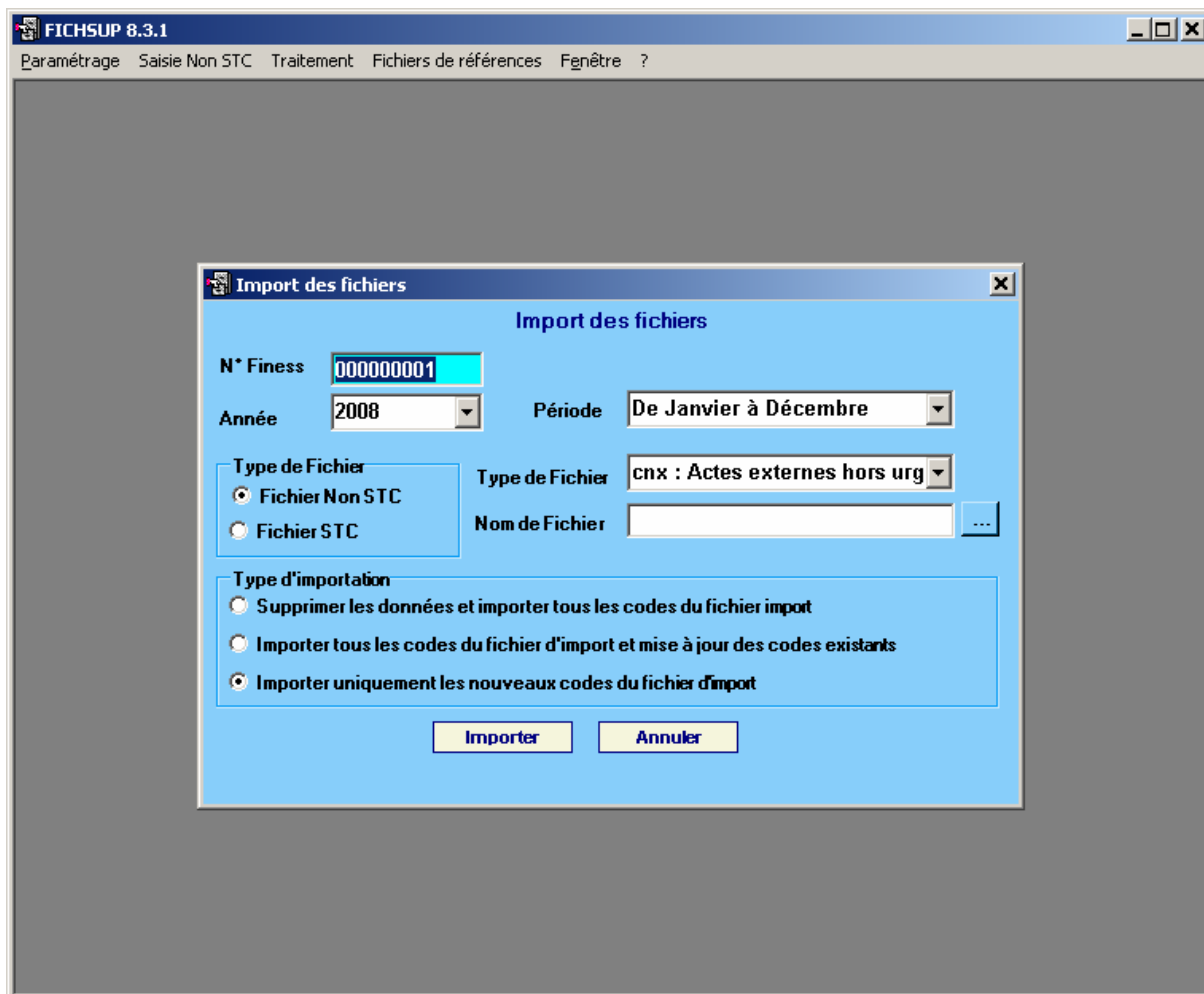 FICHSUP 8.3.1
Paramétrage Saisie Non STC Traitement Fichiers de références Fenêtre ?
Import des fichiers
Import des fichiers
N° Finess 000000001
Année 2008 Période De Janvier à Décembre
Type de Fichier
Fichier Non STC
Fichier STC
Type de Fichier cnx : Actes externes hors urg
Nom de Fichier ...
Type d'importation
Supprimer les données et importer tous les codes du fichier import
Importer tous les codes du fichier d'import et mise à jour des codes existants
Importer uniquement les nouveaux codes du fichier d'import
Importer Annuler